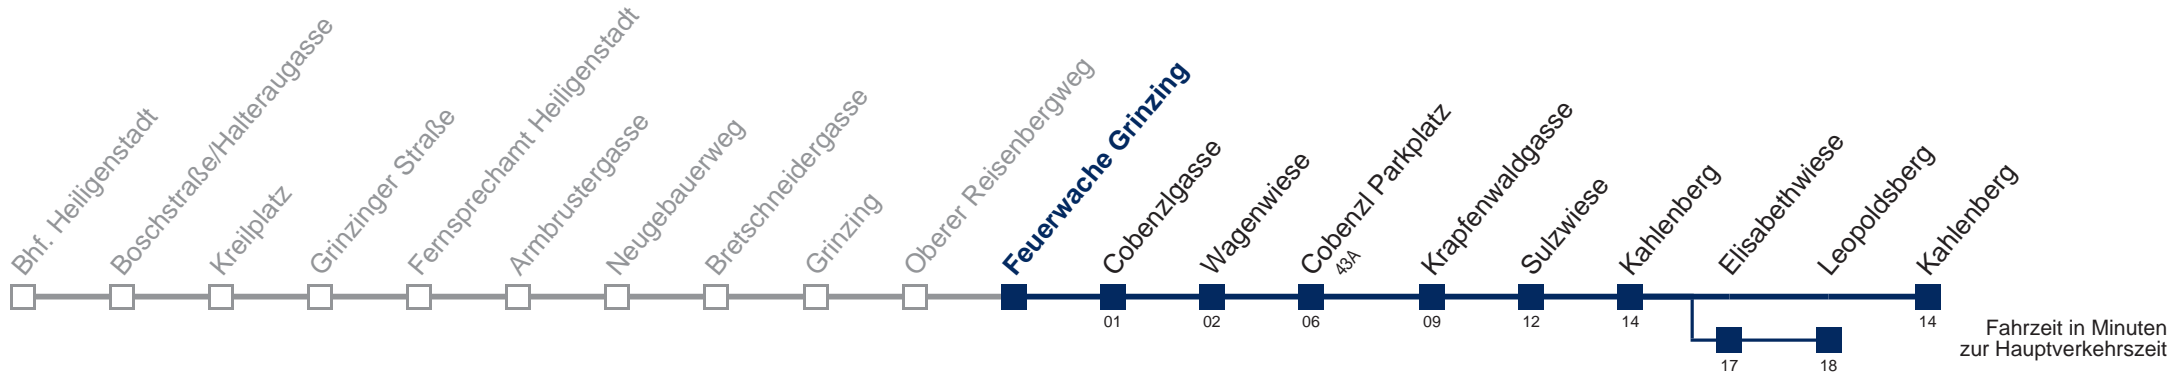 Bhf. Heiligenstadt
Boschstraße/Halteraugasse
Kreilplatz
Grinzinger Straße
Fernsprechamt Heiligenstadt
Armbrustergasse
Neugebauerweg
Bretschneidergasse
Grinzing
Oberer Reisenbergweg
Feuerwache Grinzing
Cobenzlgasse
Wagenwiese
Cobenzl Parkplatz
43A
Krapfenwaldgasse
Sulzwiese
Kahlenberg
Elisabethwiese
Leopoldsberg
Kahlenberg
01
02
06
09
12
14
14
17
18
Fahrzeit in Minuten
zur Hauptverkehrszeit